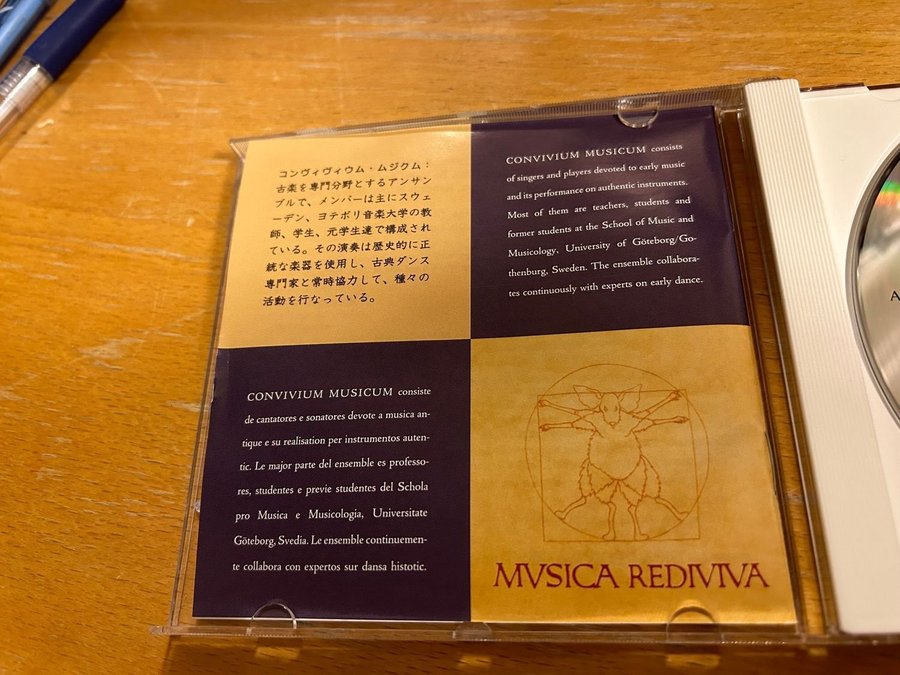 コンヴィヴィウム・ムジクム：
古楽を専門分野とするアンサン
ブルで、メンバーは主にスウェ
ーデン、ヨテボリ音楽大学の教
師、学生、元学生達で構成され
ている。その演奏は歴史的に正
統な楽器を使用し、古典ダンス
専門家と常時協力して、種々の
活動を行なっている。
CONVIVIUM MUSICUM consists
of singers and players devoted to early music
and its performance on authentic instruments.
Most of them are teachers, students and
former students at the School of Music and
Musicology, University of Göteborg/Go-
thenburg, Sweden. The ensemble collabora-
tes continuously with experts on early dance.
CONVIVIUM MUSICUM consiste
de cantatores e sonatores devote a musica an-
tique e su realisation per instrumentos auten-
tic. Le major parte del ensemble es professo-
res, studentes e previe studentes del Schola
pro Musica e Musicologia, Universitate
Göteborg, Svedia. Le ensemble continuemen-
te collabora con expertos sur dansa histotic.
MVSICA REDIVIVA
A